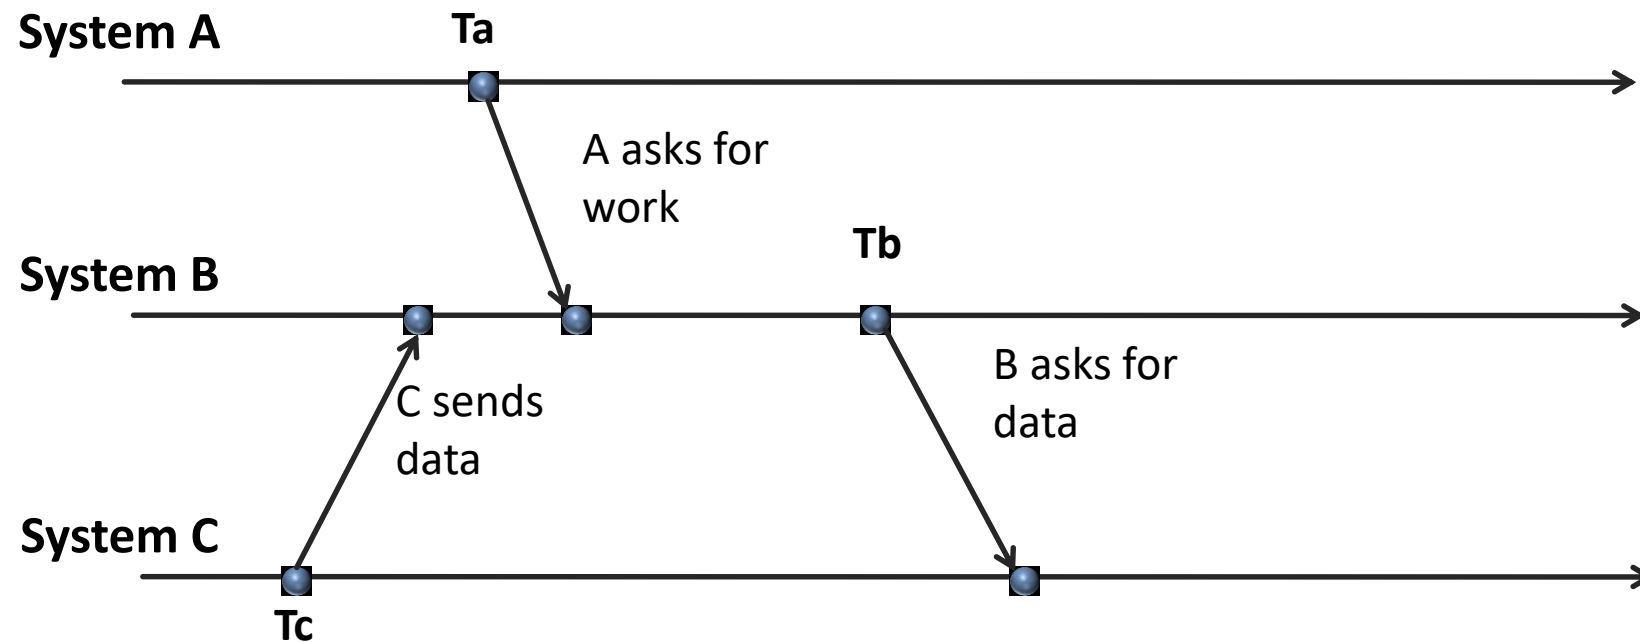 System A
Ta
A asks for
work
Tb
System B
B asks for
data
C sends
data
System C
Tc